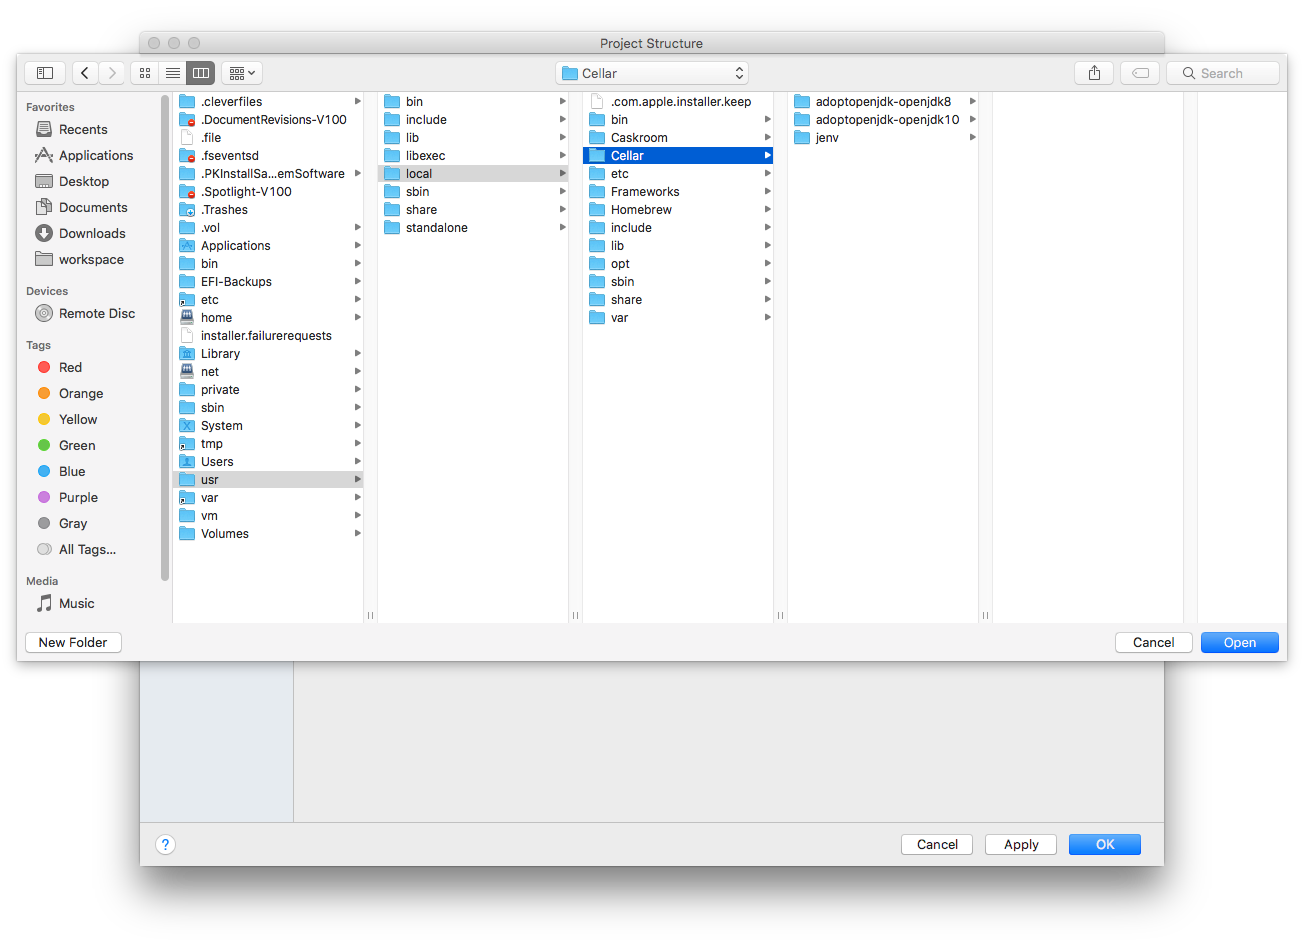 Project Structure
Cellar
Search
Favorites
Recents
Applications
Desktop
Documents
Downloads
workspace
Devices
Remote Disc
Tags
Red
Orange
Yellow
Green
Blue
Purple
Gray
All Tags...
Media
Music
.cleverfiles
.DocumentRevisions-V100
.file
.fseventsd
.PKInstallSa...emSoftware
.Spotlight-V100
.Trashes
.vol
Applications
bin
EFI-Backups
etc
home
installer.failurerequests
Library
net
private
sbin
System
tmp
Users
usr
var
vm
Volumes
bin
include
lib
libexec
local
sbin
share
standalone
.com.apple.installer.keep
bin
Caskroom
Cellar
etc
Frameworks
Homebrew
include
lib
opt
sbin
share
var
adoptopenjdk-openjdk8
adoptopenjdk-openjdk10
jenv
New Folder
Cancel
Open
?
Cancel
Apply
OK